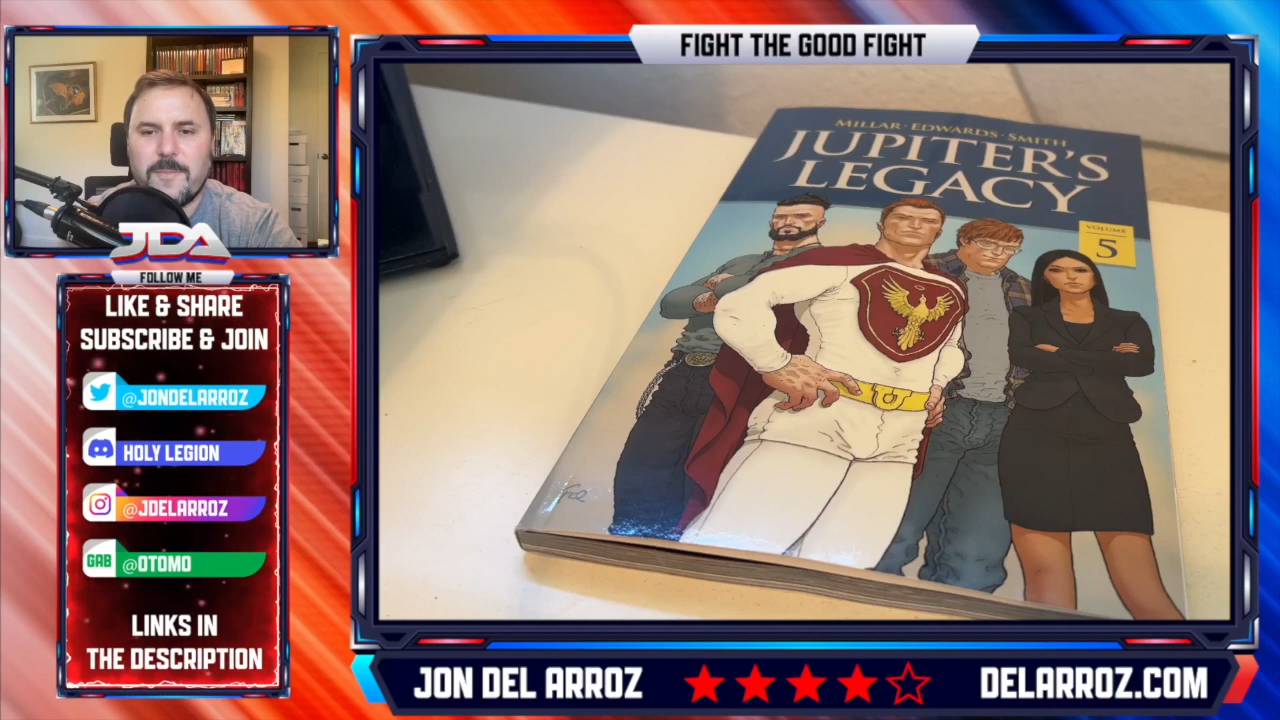 FIGHT THE GOOD FIGHT
MILLAR · EDWARDS · SMITH
JUPITER'S
LEGACY
VOLUME
5
JDA
FOLLOW ME
LIKE & SHARE
SUBSCRIBE & JOIN
@JONDELARROZ
HOLY LEGION
@JDELARROZ
GAB @OTOMO
LINKS IN
THE DESCRIPTION
JON DEL ARROZ
DELARROZ.COM